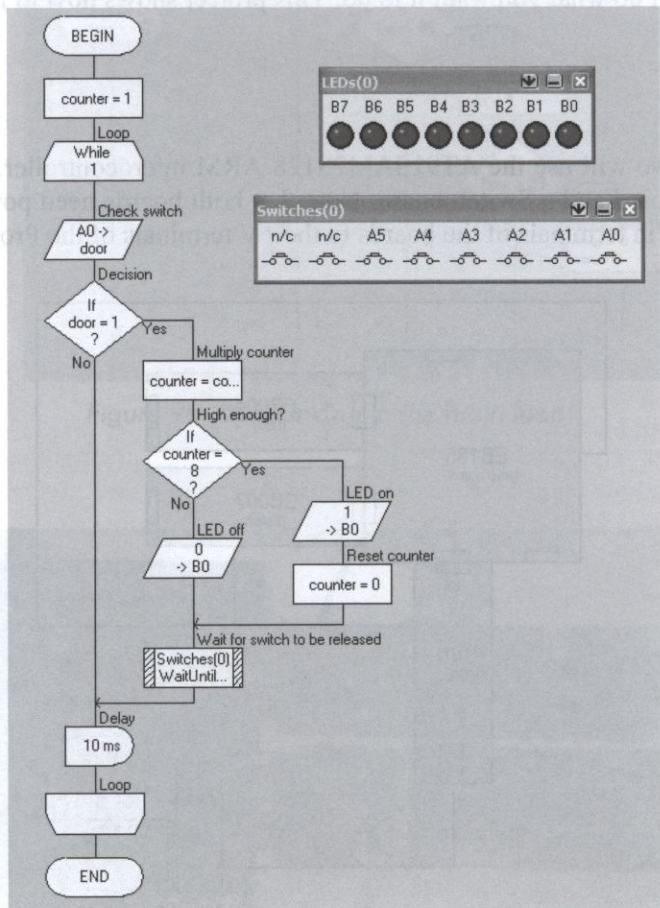 BEGIN
counter = 1
Loop
While
Check switch
A0 ->
door
Decision
If
door = 1
?
Yes
No
Multiply counter
counter = co...
High enough?
If
counter =
8
?
Yes
No
LED on
1
-> B0
LED off
0
-> B0
Reset counter
counter = 0
Wait for switch to be released
Switches(0)
WaitUntil...
Delay
10 ms
Loop
END
LEDs(0)
B7 B6 B5 B4 B3 B2 B1 B0
Switches(0)
n/c n/c A5 A4 A3 A2 A1 A0